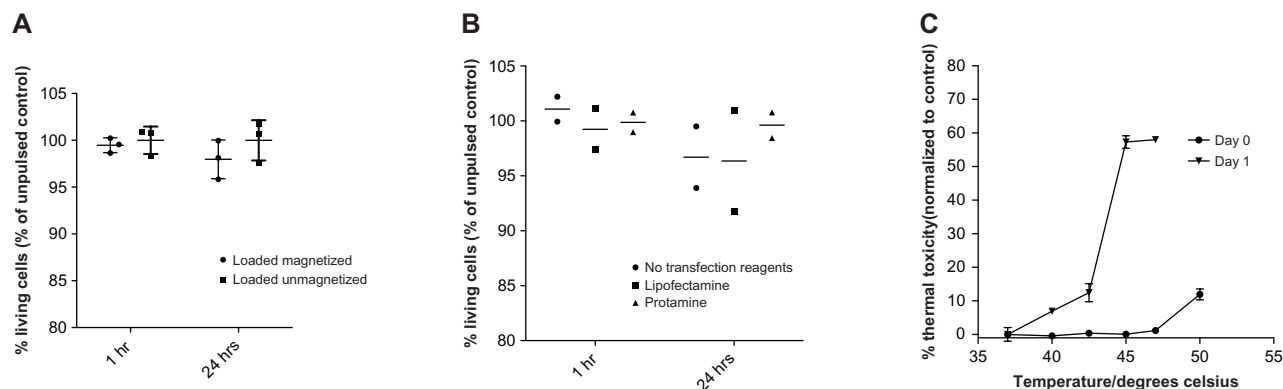 A
% living cells (% of unpulsed control)
105
100
95
90
85
80
1 hr
24 hrs
Loaded magnetized
Loaded unmagnetized
B
% living cells (% of unpulsed control)
105
100
95
90
85
80
1 hr
24 hrs
No transfection reagents
Lipofectamine
Protamine
C
% thermal toxicity(normalized to control)
80
70
60
50
40
30
20
10
0
35
40
45
50
55
Temperature/degrees celsius
Day 0
Day 1